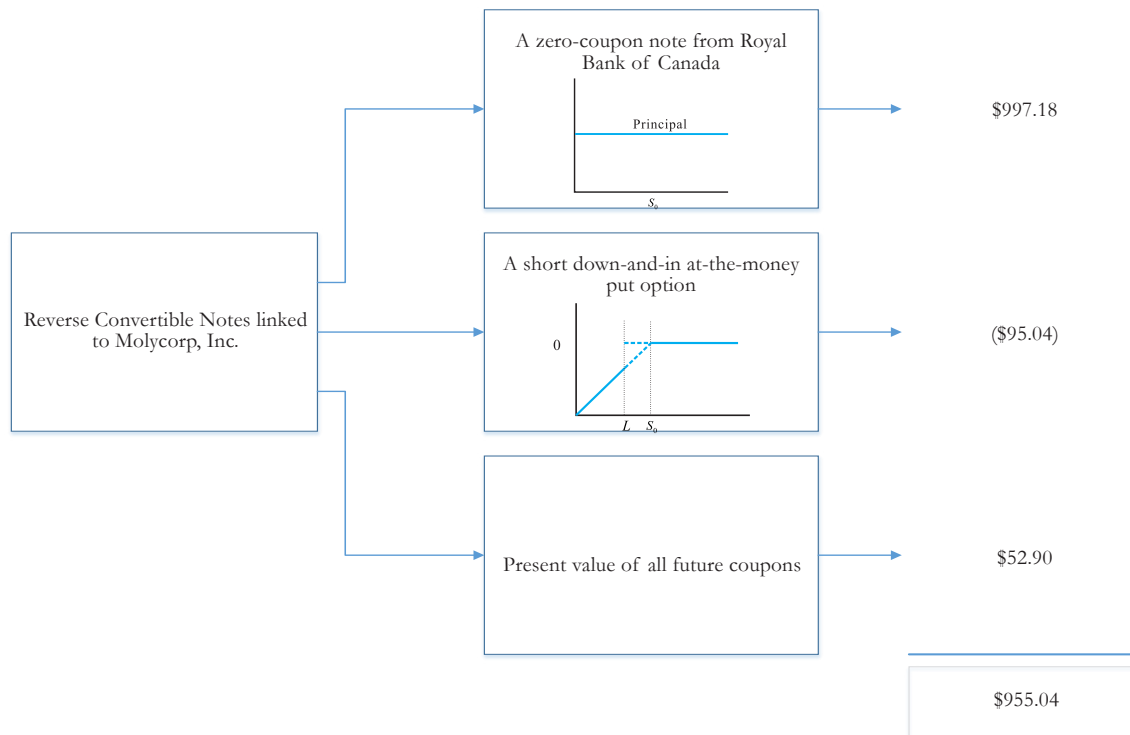 A zero-coupon note from Royal
Bank of Canada
Principal
S₀
$997.18
Reverse Convertible Notes linked
to Molycorp, Inc.
A short down-and-in at-the-money
put option
0
L
S₀
($95.04)
Present value of all future coupons
$52.90
$955.04